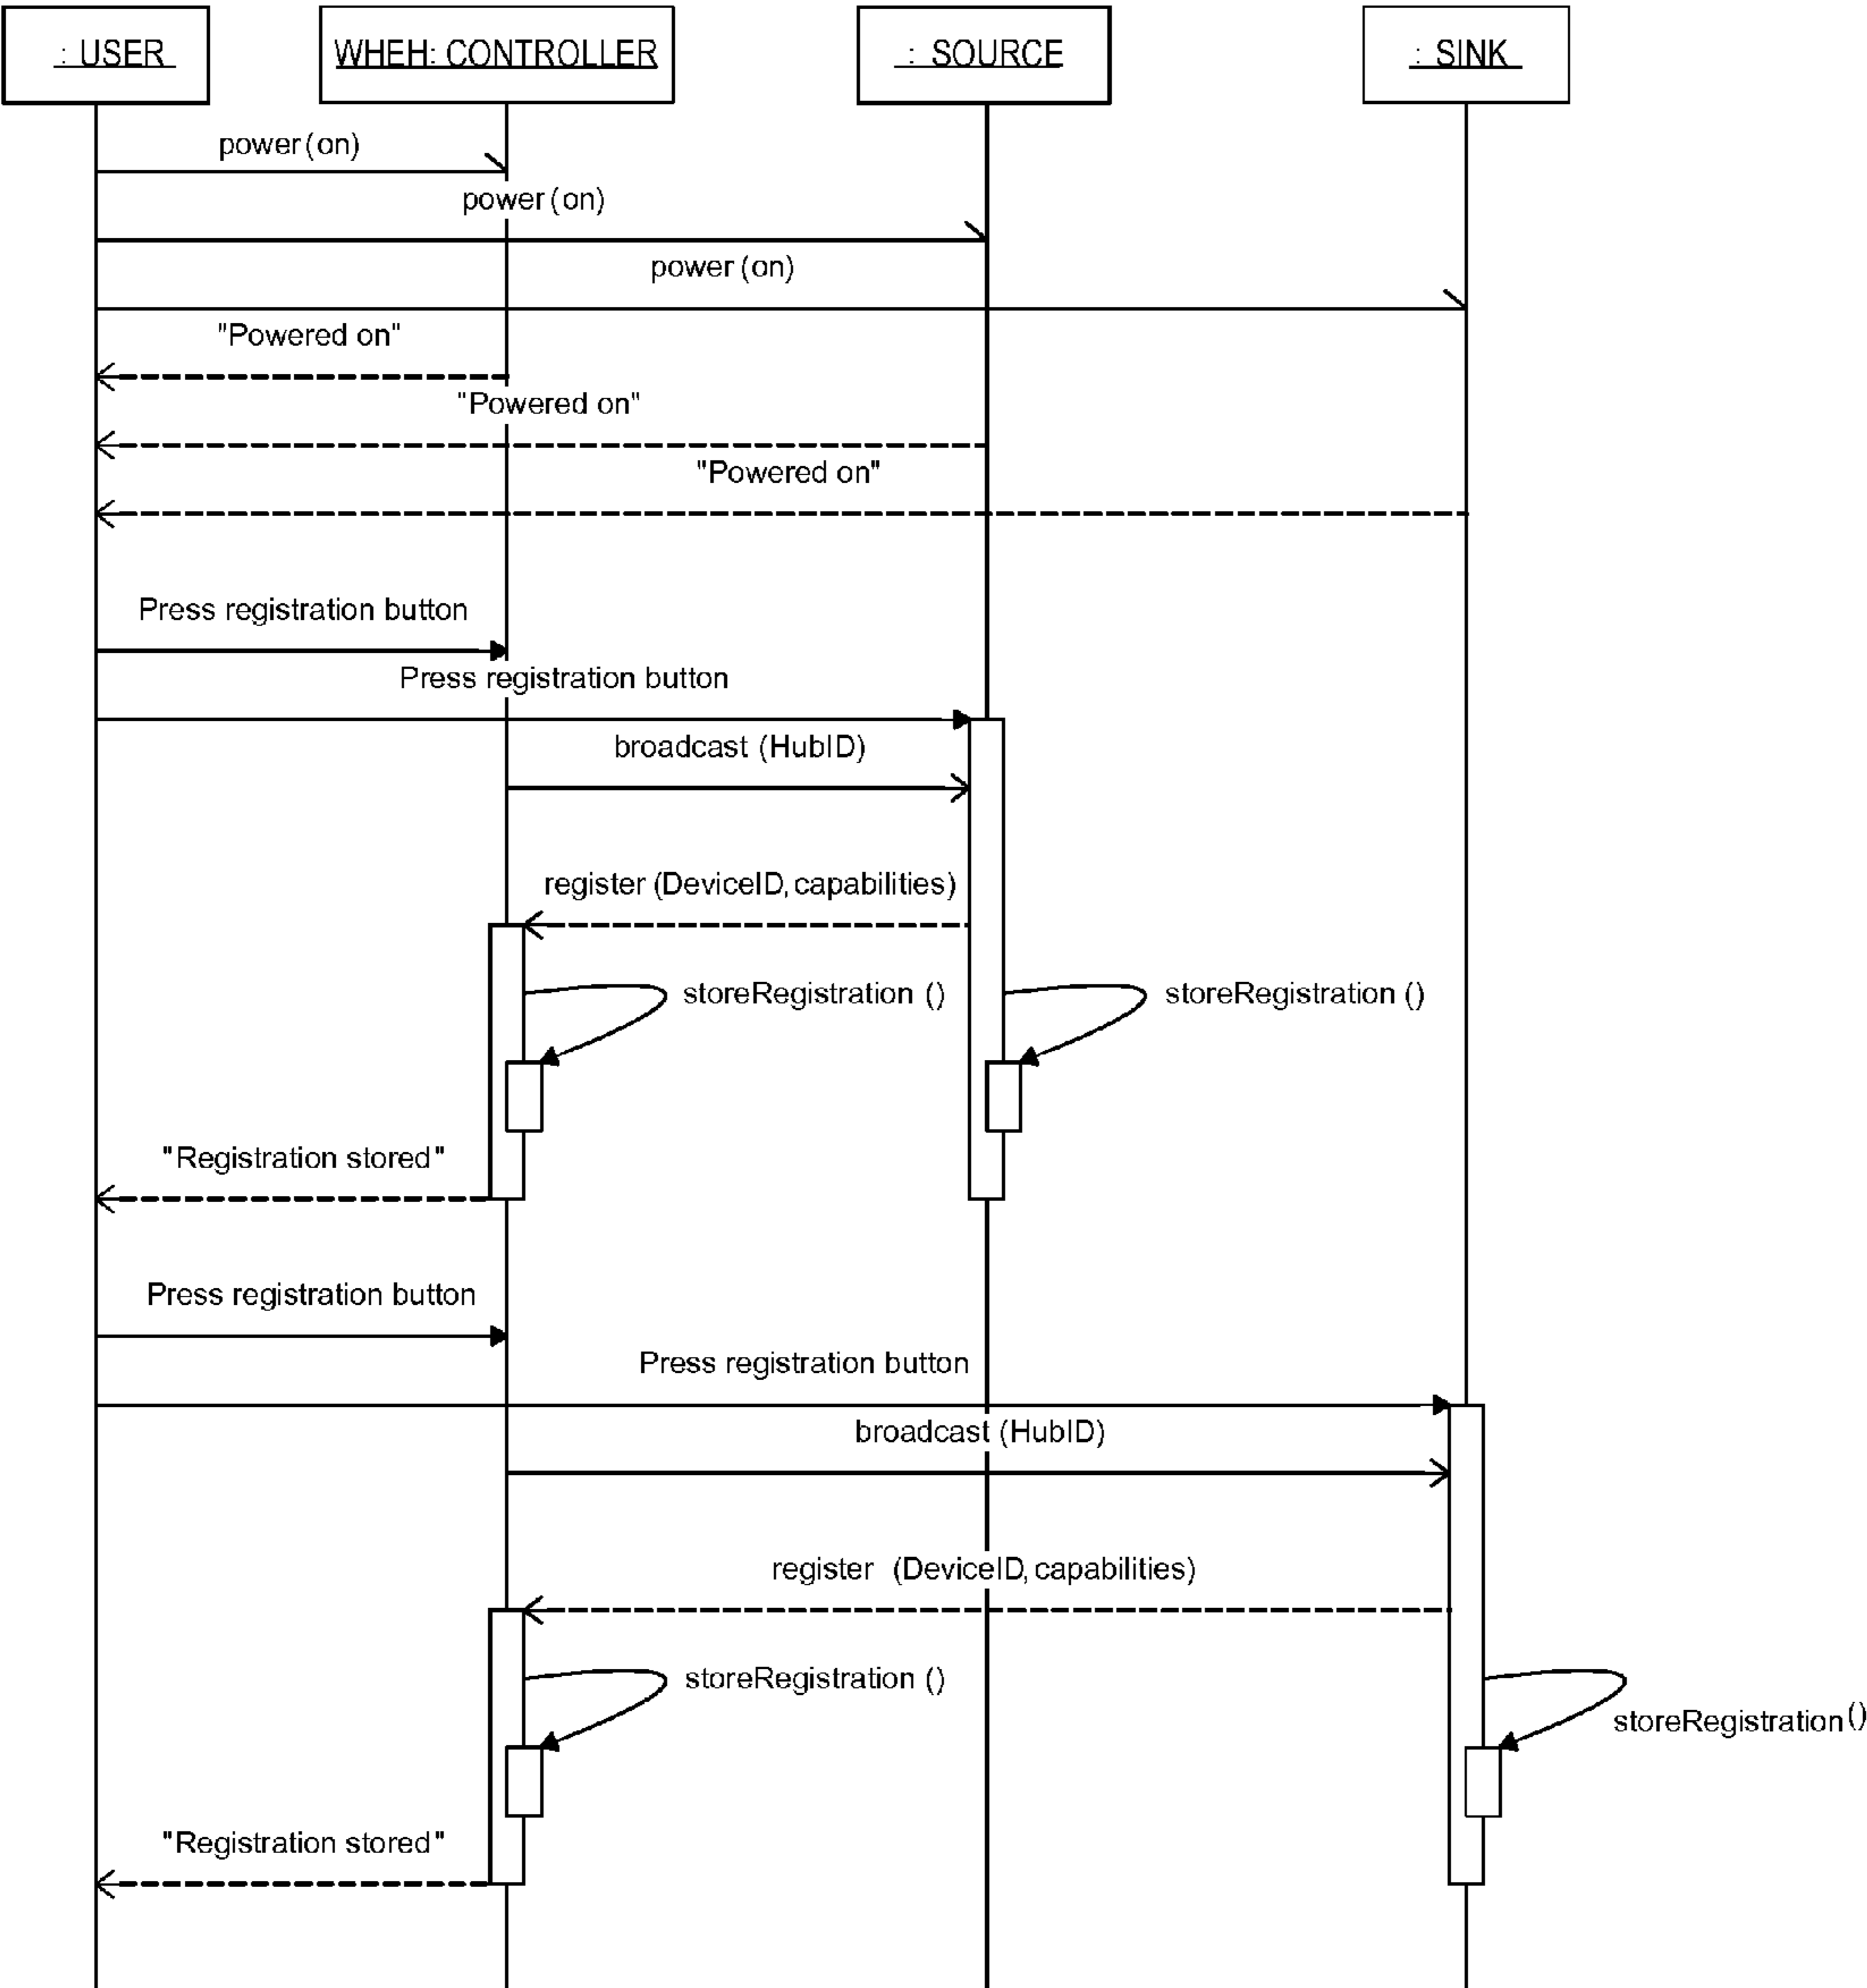 : USER
WHEH: CONTROLLER
: SOURCE
: SINK
power (on)
power (on)
power (on)
"Powered on"
"Powered on"
"Powered on"
Press registration button
Press registration button
broadcast (HubID)
register (DeviceID, capabilities)
storeRegistration ()
storeRegistration ()
"Registration stored"
Press registration button
Press registration button
broadcast (HubID)
register (DeviceID, capabilities)
storeRegistration ()
storeRegistration ()
"Registration stored"